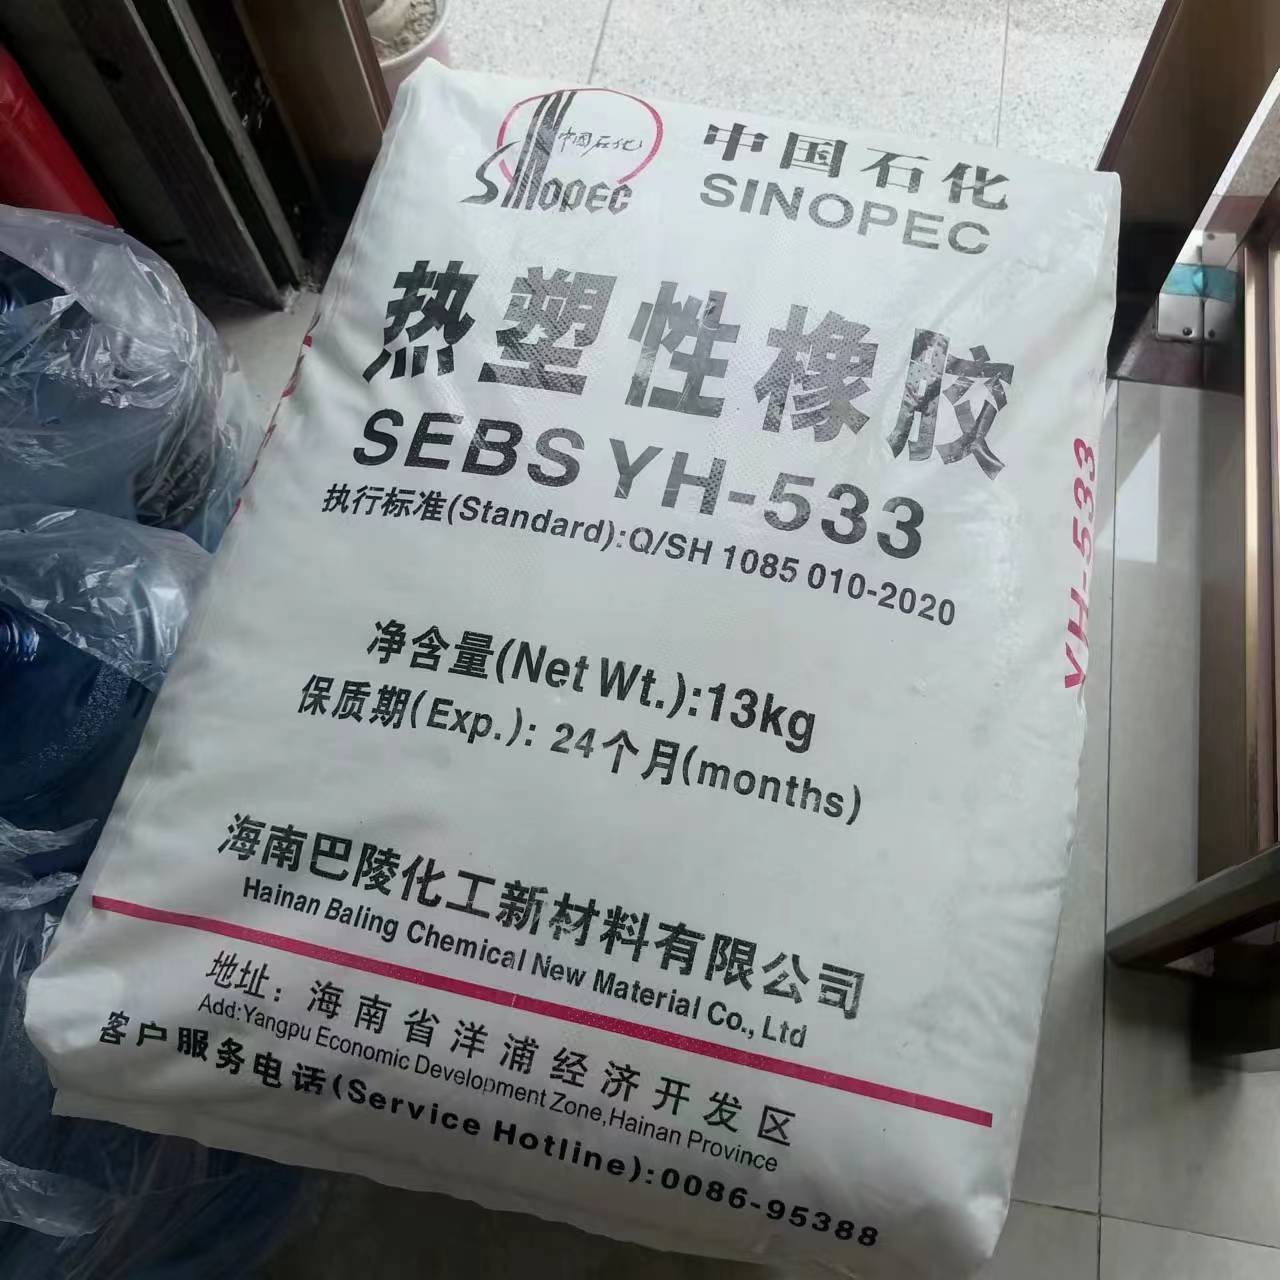 中国石化
SINOPEC
中国石化
SINOPEC
热塑性橡胶
SEBS YH-533
执行标准(Standard):Q/SH 1085 010-2020
净含量(Net Wt.):13kg
保质期(Exp.): 24个月(months)
海南巴陵化工新材料有限公司
Hainan Baling Chemical New Material Co., Ltd
地址: 海南省洋浦经济开发区
Add:Yangpu Economic Development Zone,Hainan Province
客户服务电话(Service Hotline):0086-95388
YH-533